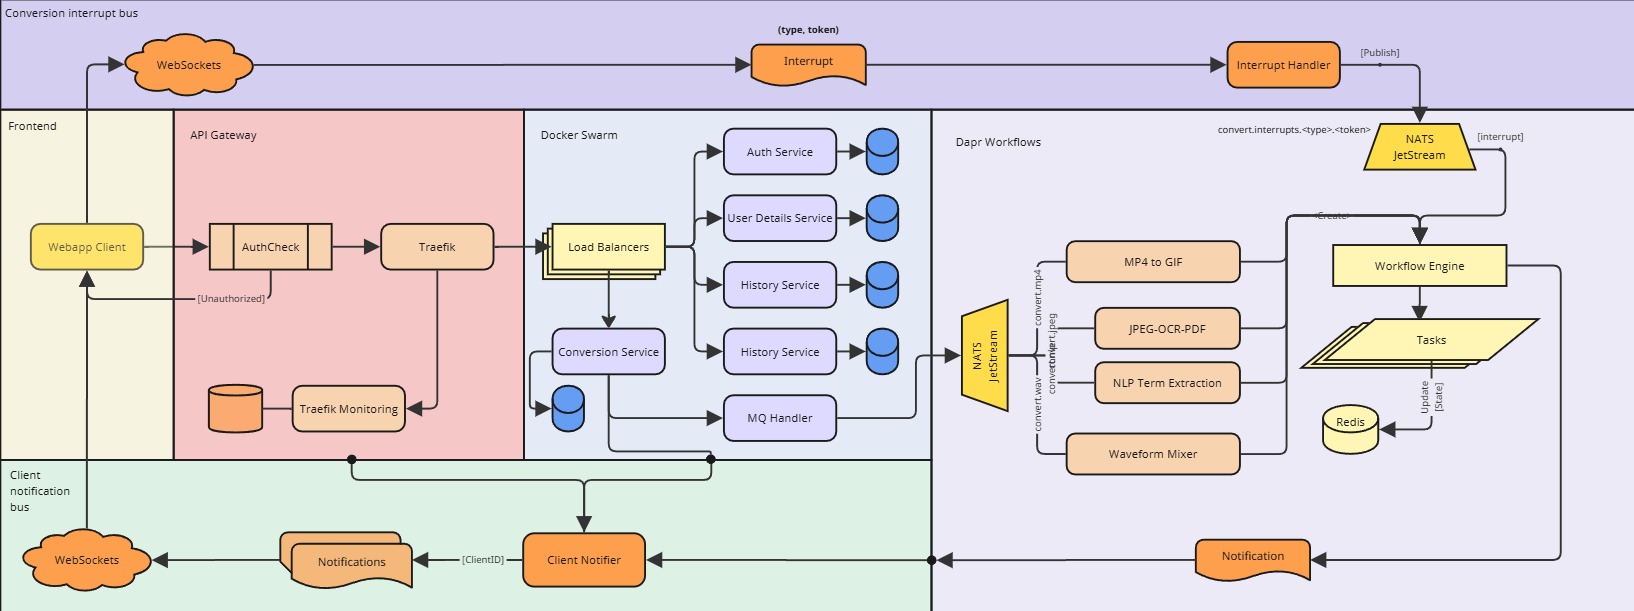 Conversion interrupt bus
(type, token)
WebSockets
Interrupt
Interrupt Handler
[Publish]
Frontend
API Gateway
Docker Swarm
Dapr Workflows
convert.interrupts.<type>.<token>
NATS
JetStream
[interrupt]
Auth Service
User Details Service
<Create>
Webapp Client
AuthCheck
Traefik
Load Balancers
MP4 to GIF
Workflow Engine
[Unauthorized]
History Service
convert.mp4
convert.jpeg
JPEG-OCR-PDF
Tasks
Conversion Service
History Service
NATS
JetStream
NLP Term Extraction
convert.wav
Update
[State]
Traefik Monitoring
MQ Handler
Redis
Waveform Mixer
Client
notification
bus
WebSockets
Notifications
[ClientID]
Client Notifier
Notification